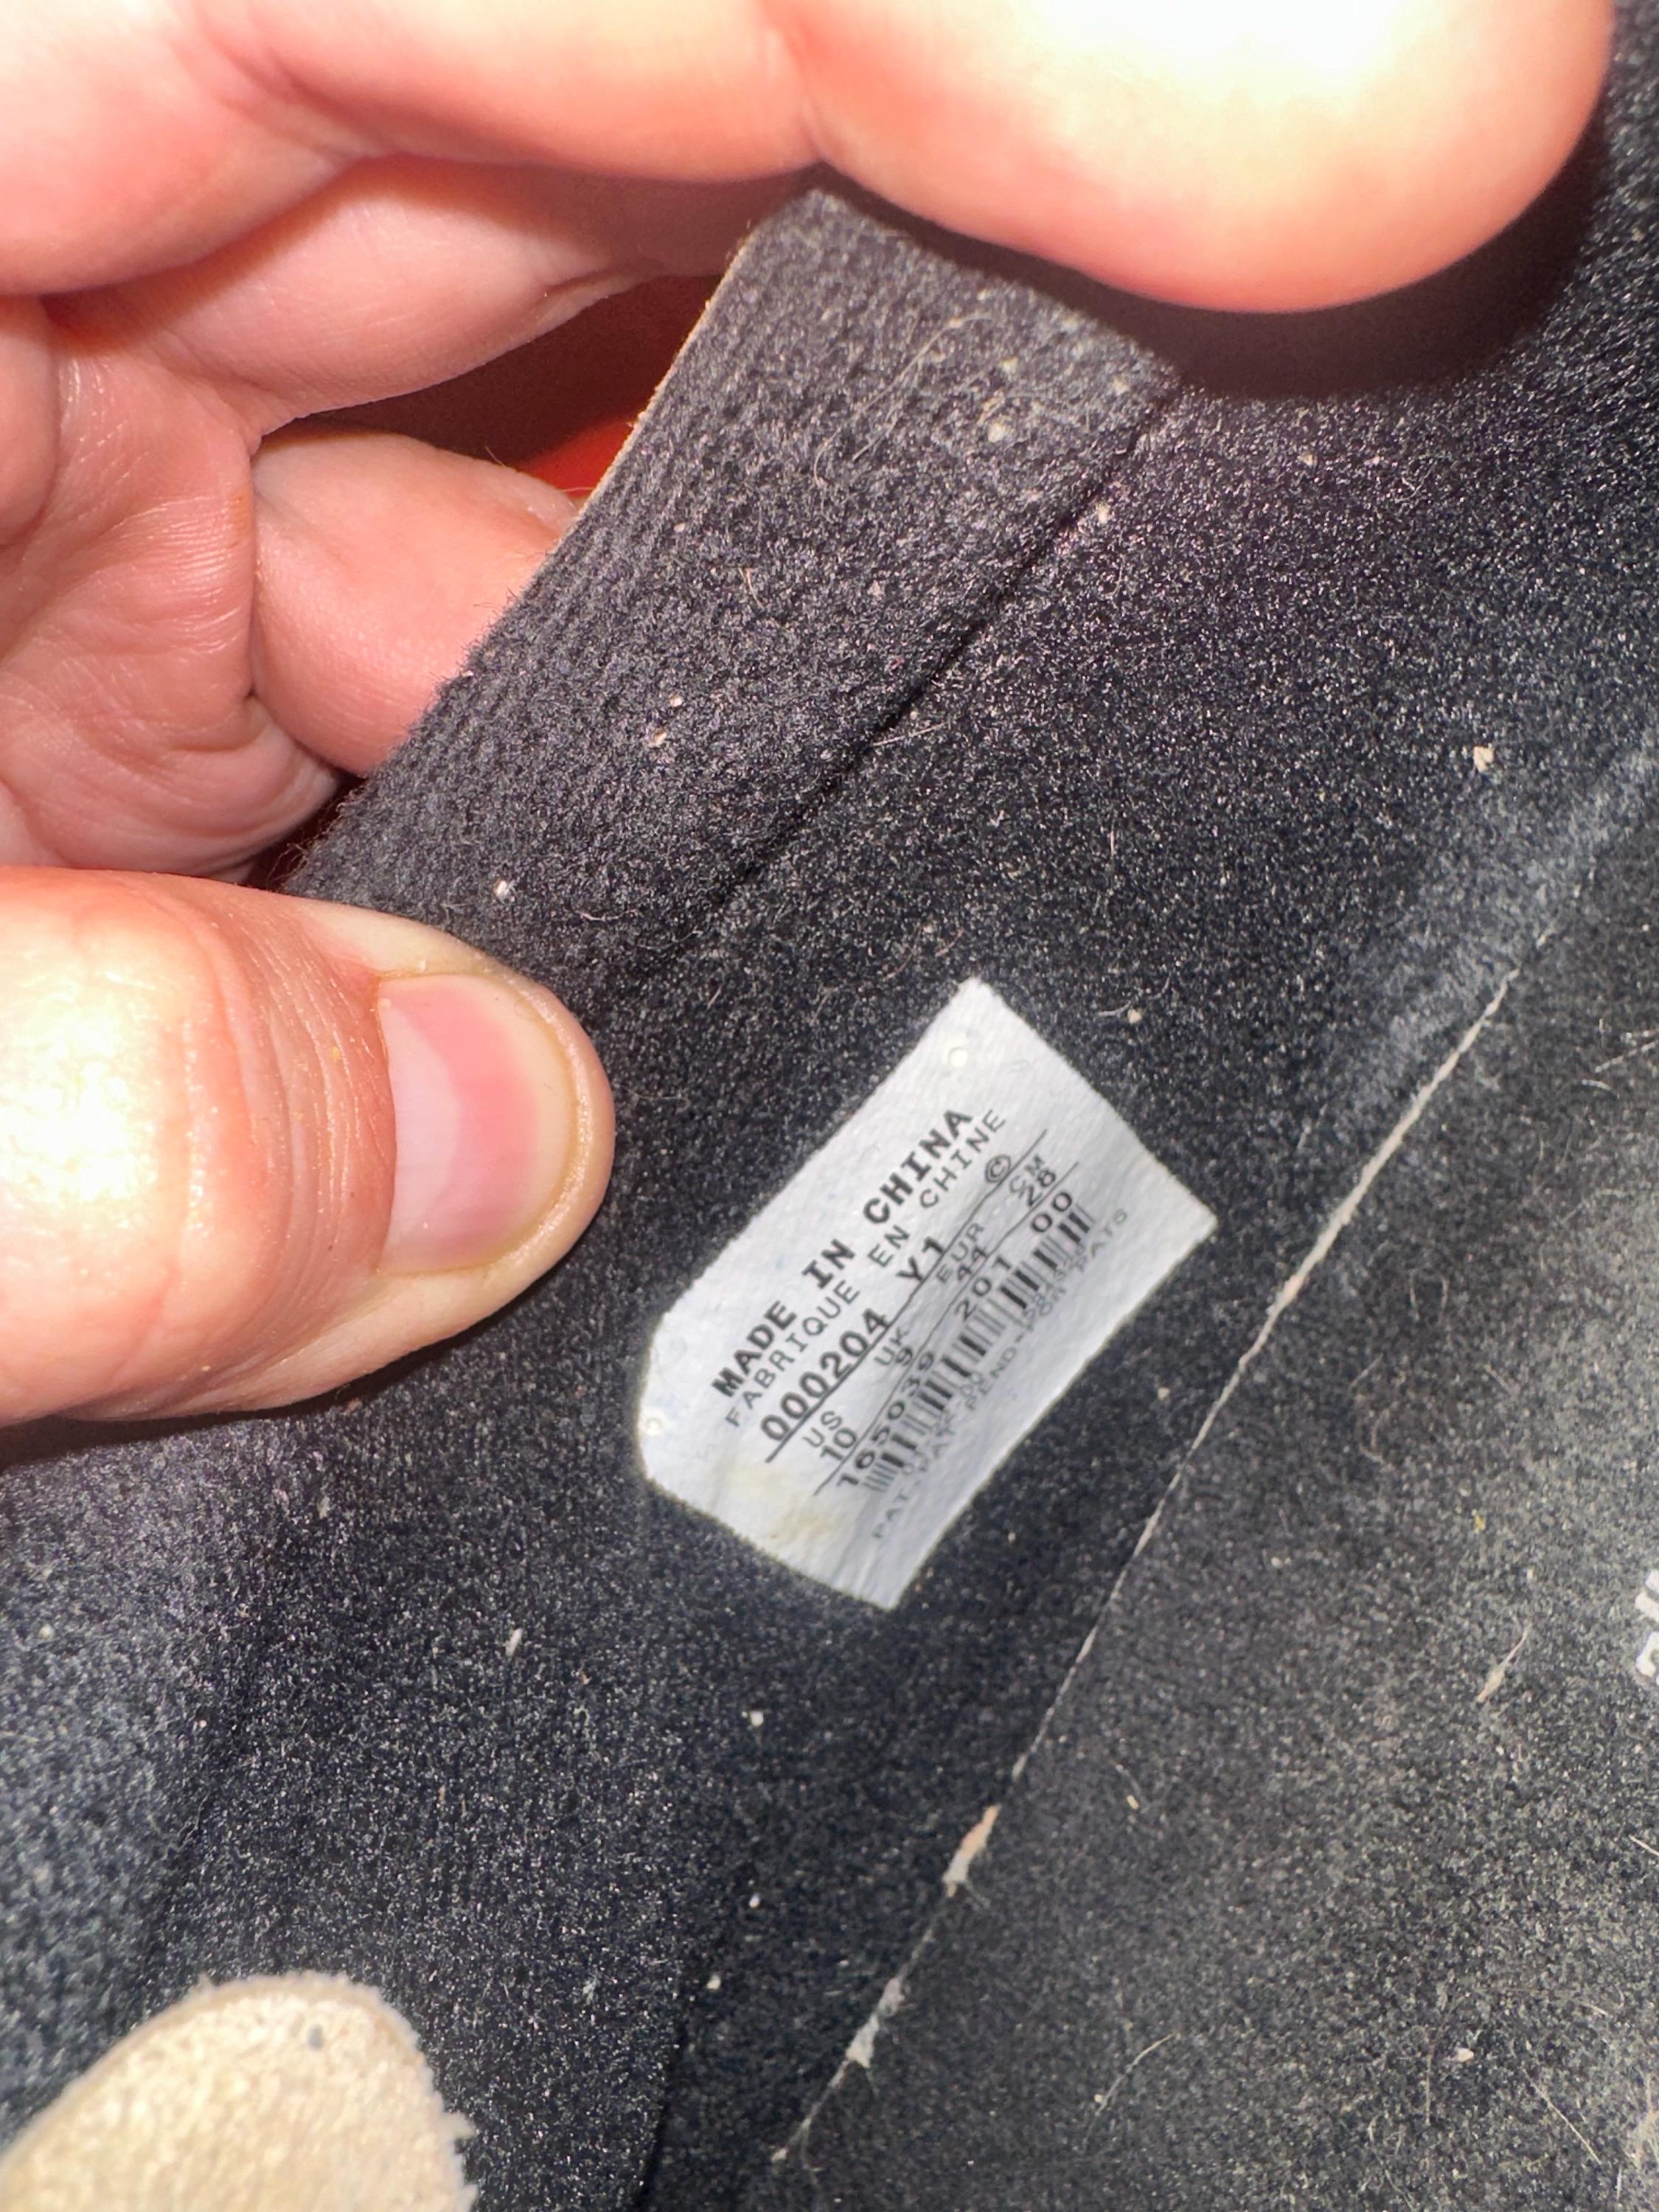 MADE IN CHINA
FABRIQUE EN CHINE
000204 Y1 ©
US UK EUR CM
10 9 44 28
165039 201 00